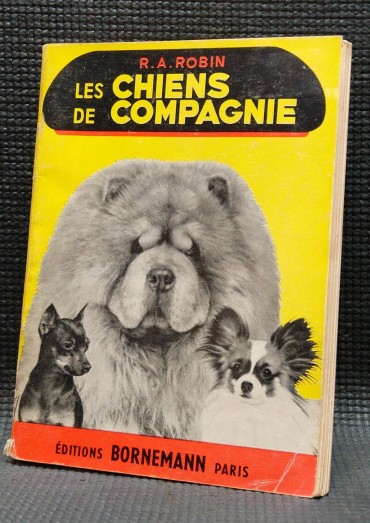 R. A. ROBIN
LES CHIENS
DE COMPAGNIE
ÉDITIONS BORNEMANN PARIS